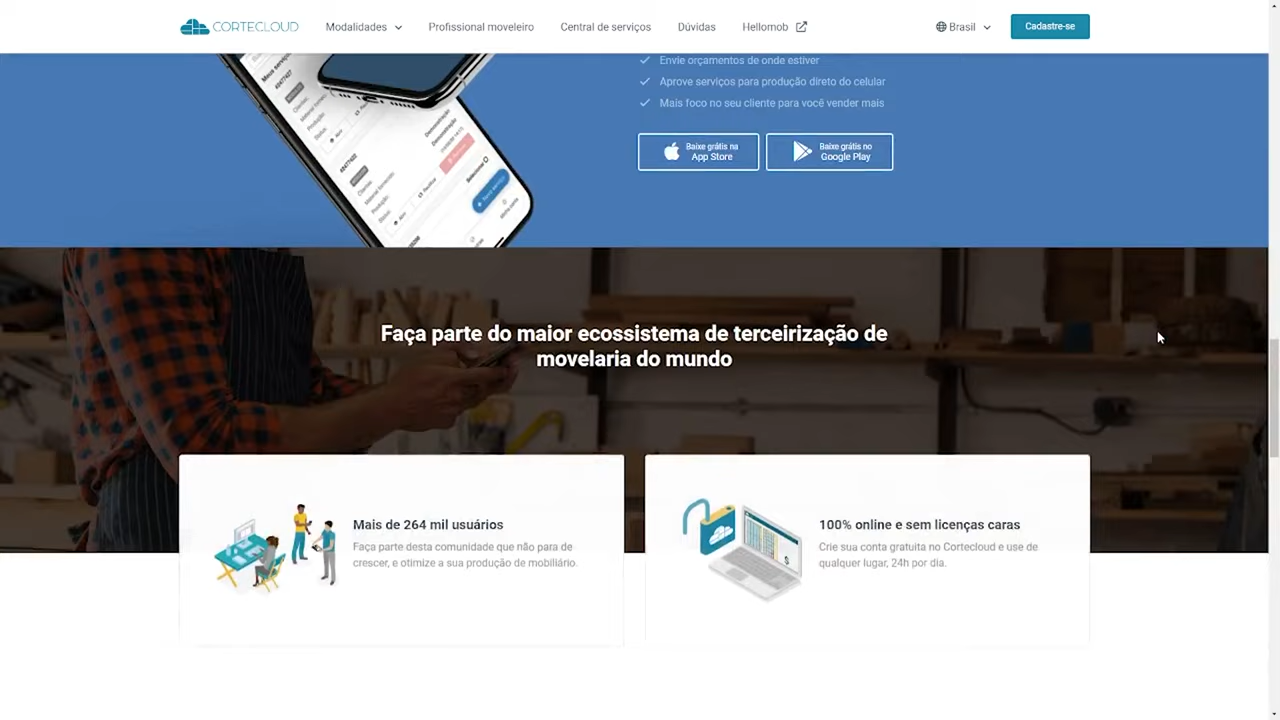 CORTECLOUD
Modalidades
Profissional moveleiro
Central de serviços
Dúvidas
Hellomob
Brasil
Cadastre-se
Envie orçamentos de onde estiver
Aprove serviços para produção direto do celular
Mais foco no seu cliente para você vender mais
Baixe grátis na
App Store
Baixe grátis no
Google Play
Faça parte do maior ecossistema de terceirização de
movelaria do mundo
Mais de 264 mil usuários
Faça parte desta comunidade que não para de
crescer, e otimize a sua produção de mobiliário.
100% online e sem licenças caras
Crie sua conta gratuita no Cortecloud e use de
qualquer lugar, 24h por dia.